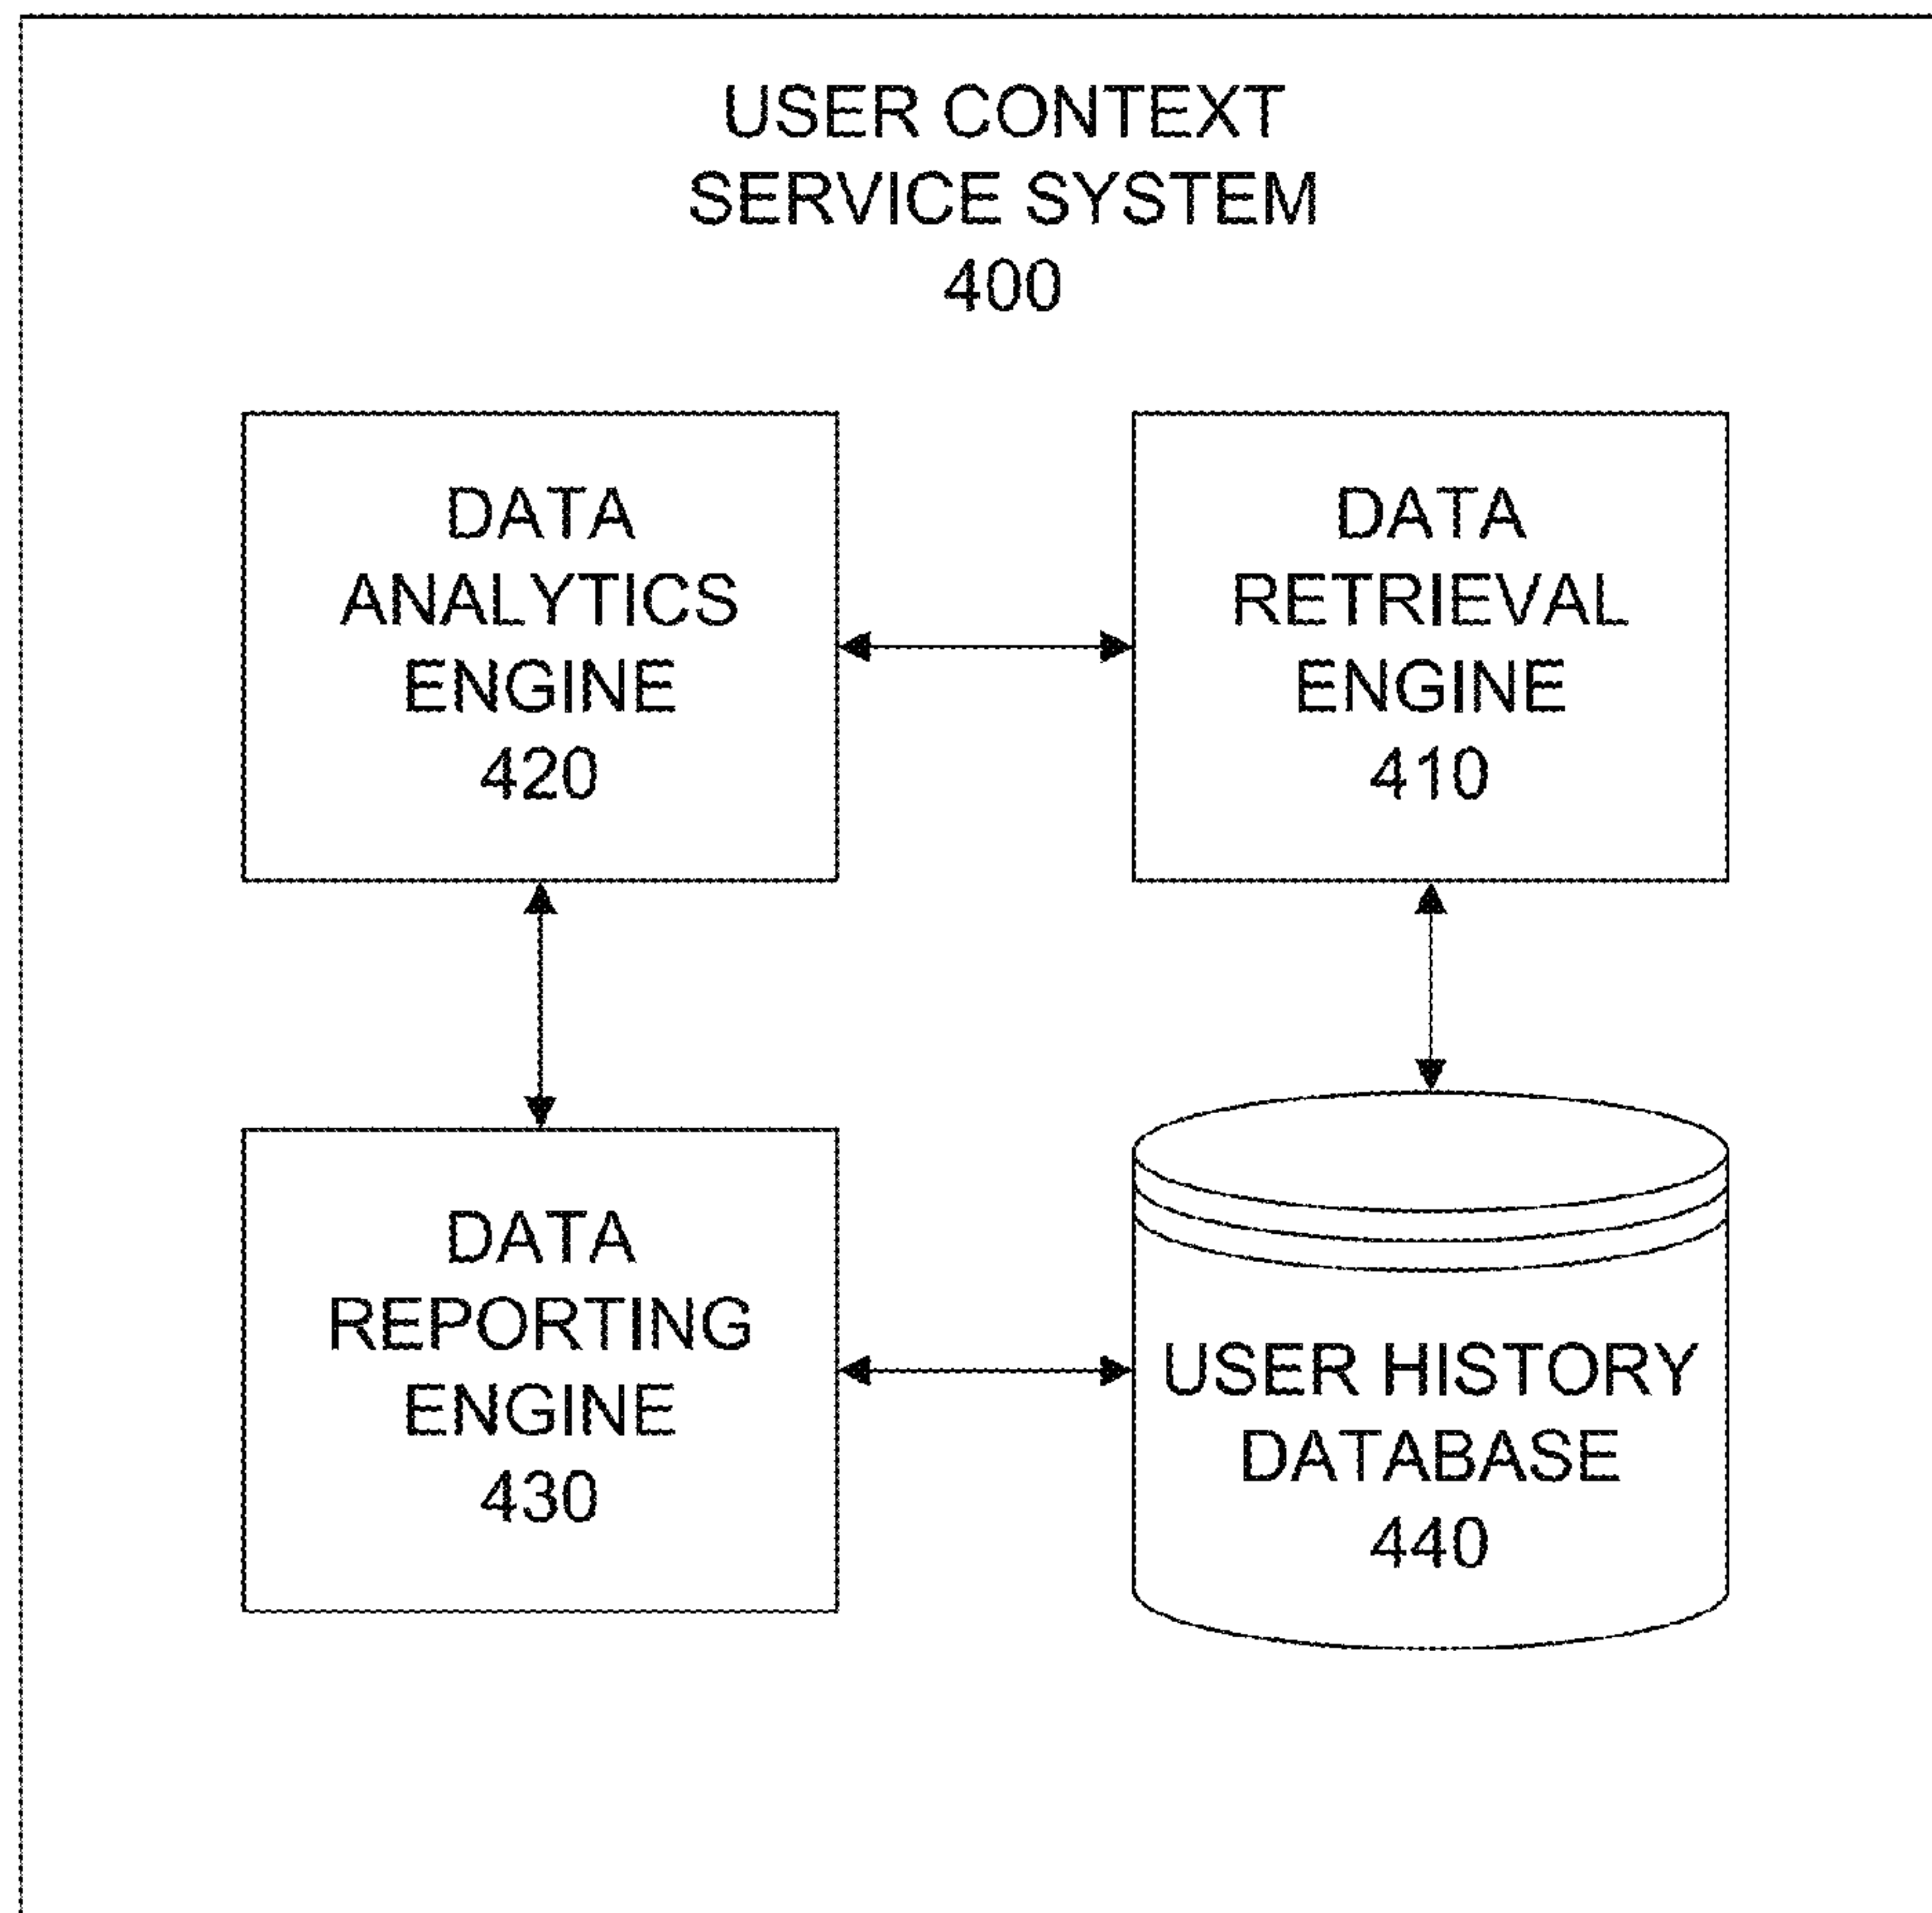 USER CONTEXT
SERVICE SYSTEM
400
DATA
ANALYTICS
ENGINE
420
DATA
RETRIEVAL
ENGINE
410
DATA
REPORTING
ENGINE
430
USER HISTORY
DATABASE
440